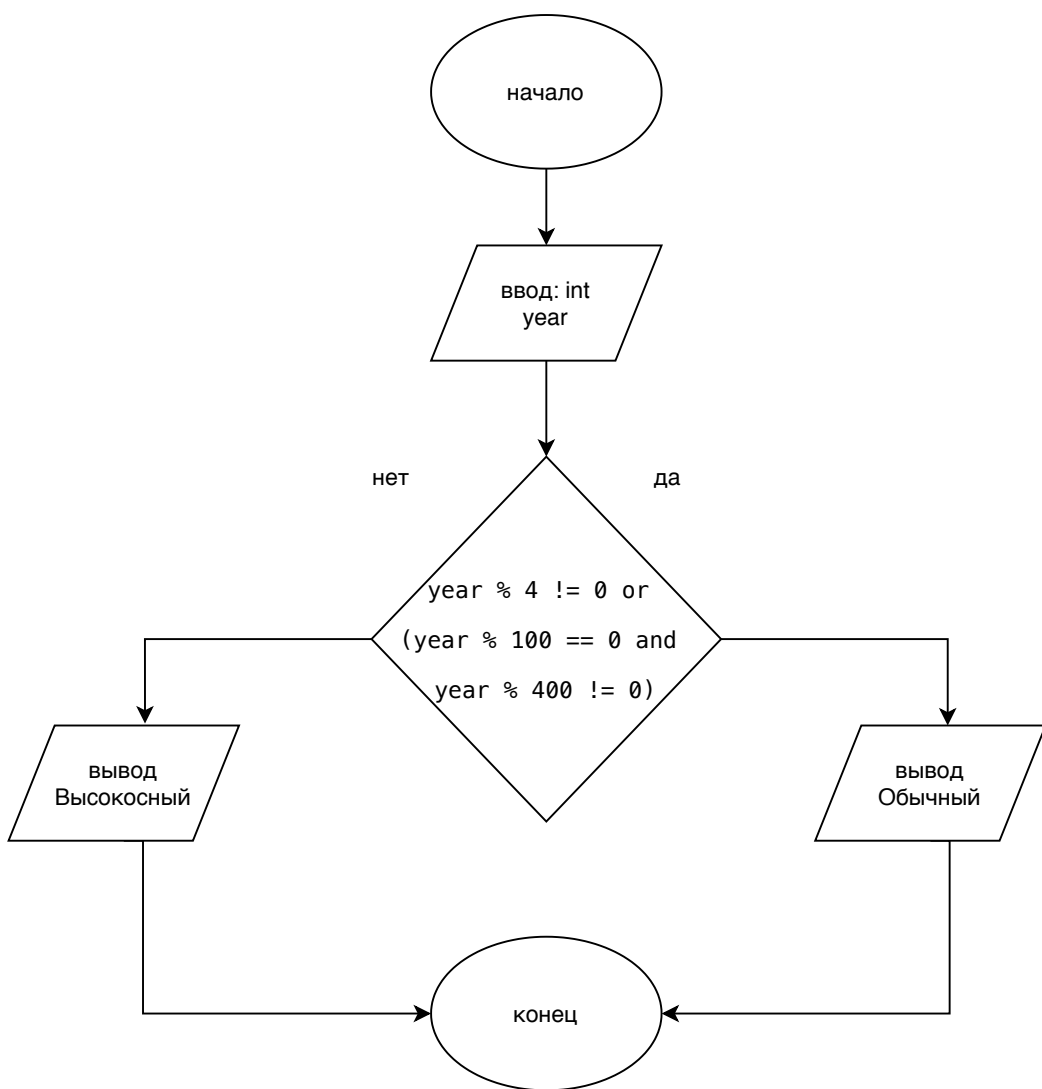 начало
ввод: int
year
нет
да
year % 4 != 0 or
(year % 100 == 0 and
year % 400 != 0)
вывод
Высокосный
вывод
Обычный
конец